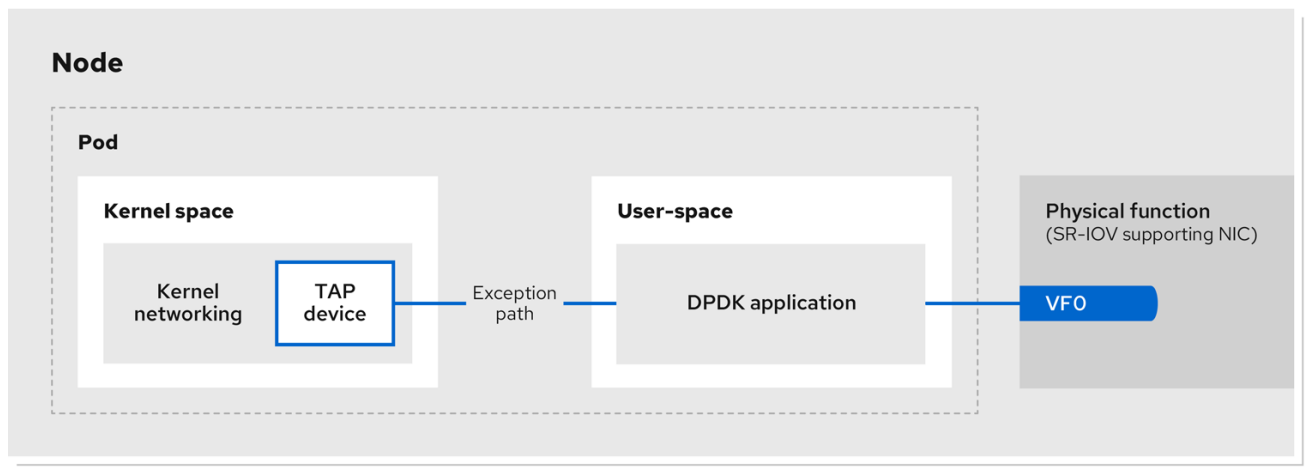 Node
Pod
Kernel space
Kernel
networking
TAP
device
Exception
path
User-space
DPDK application
Physical function
(SR-IOV supporting NIC)
VF0